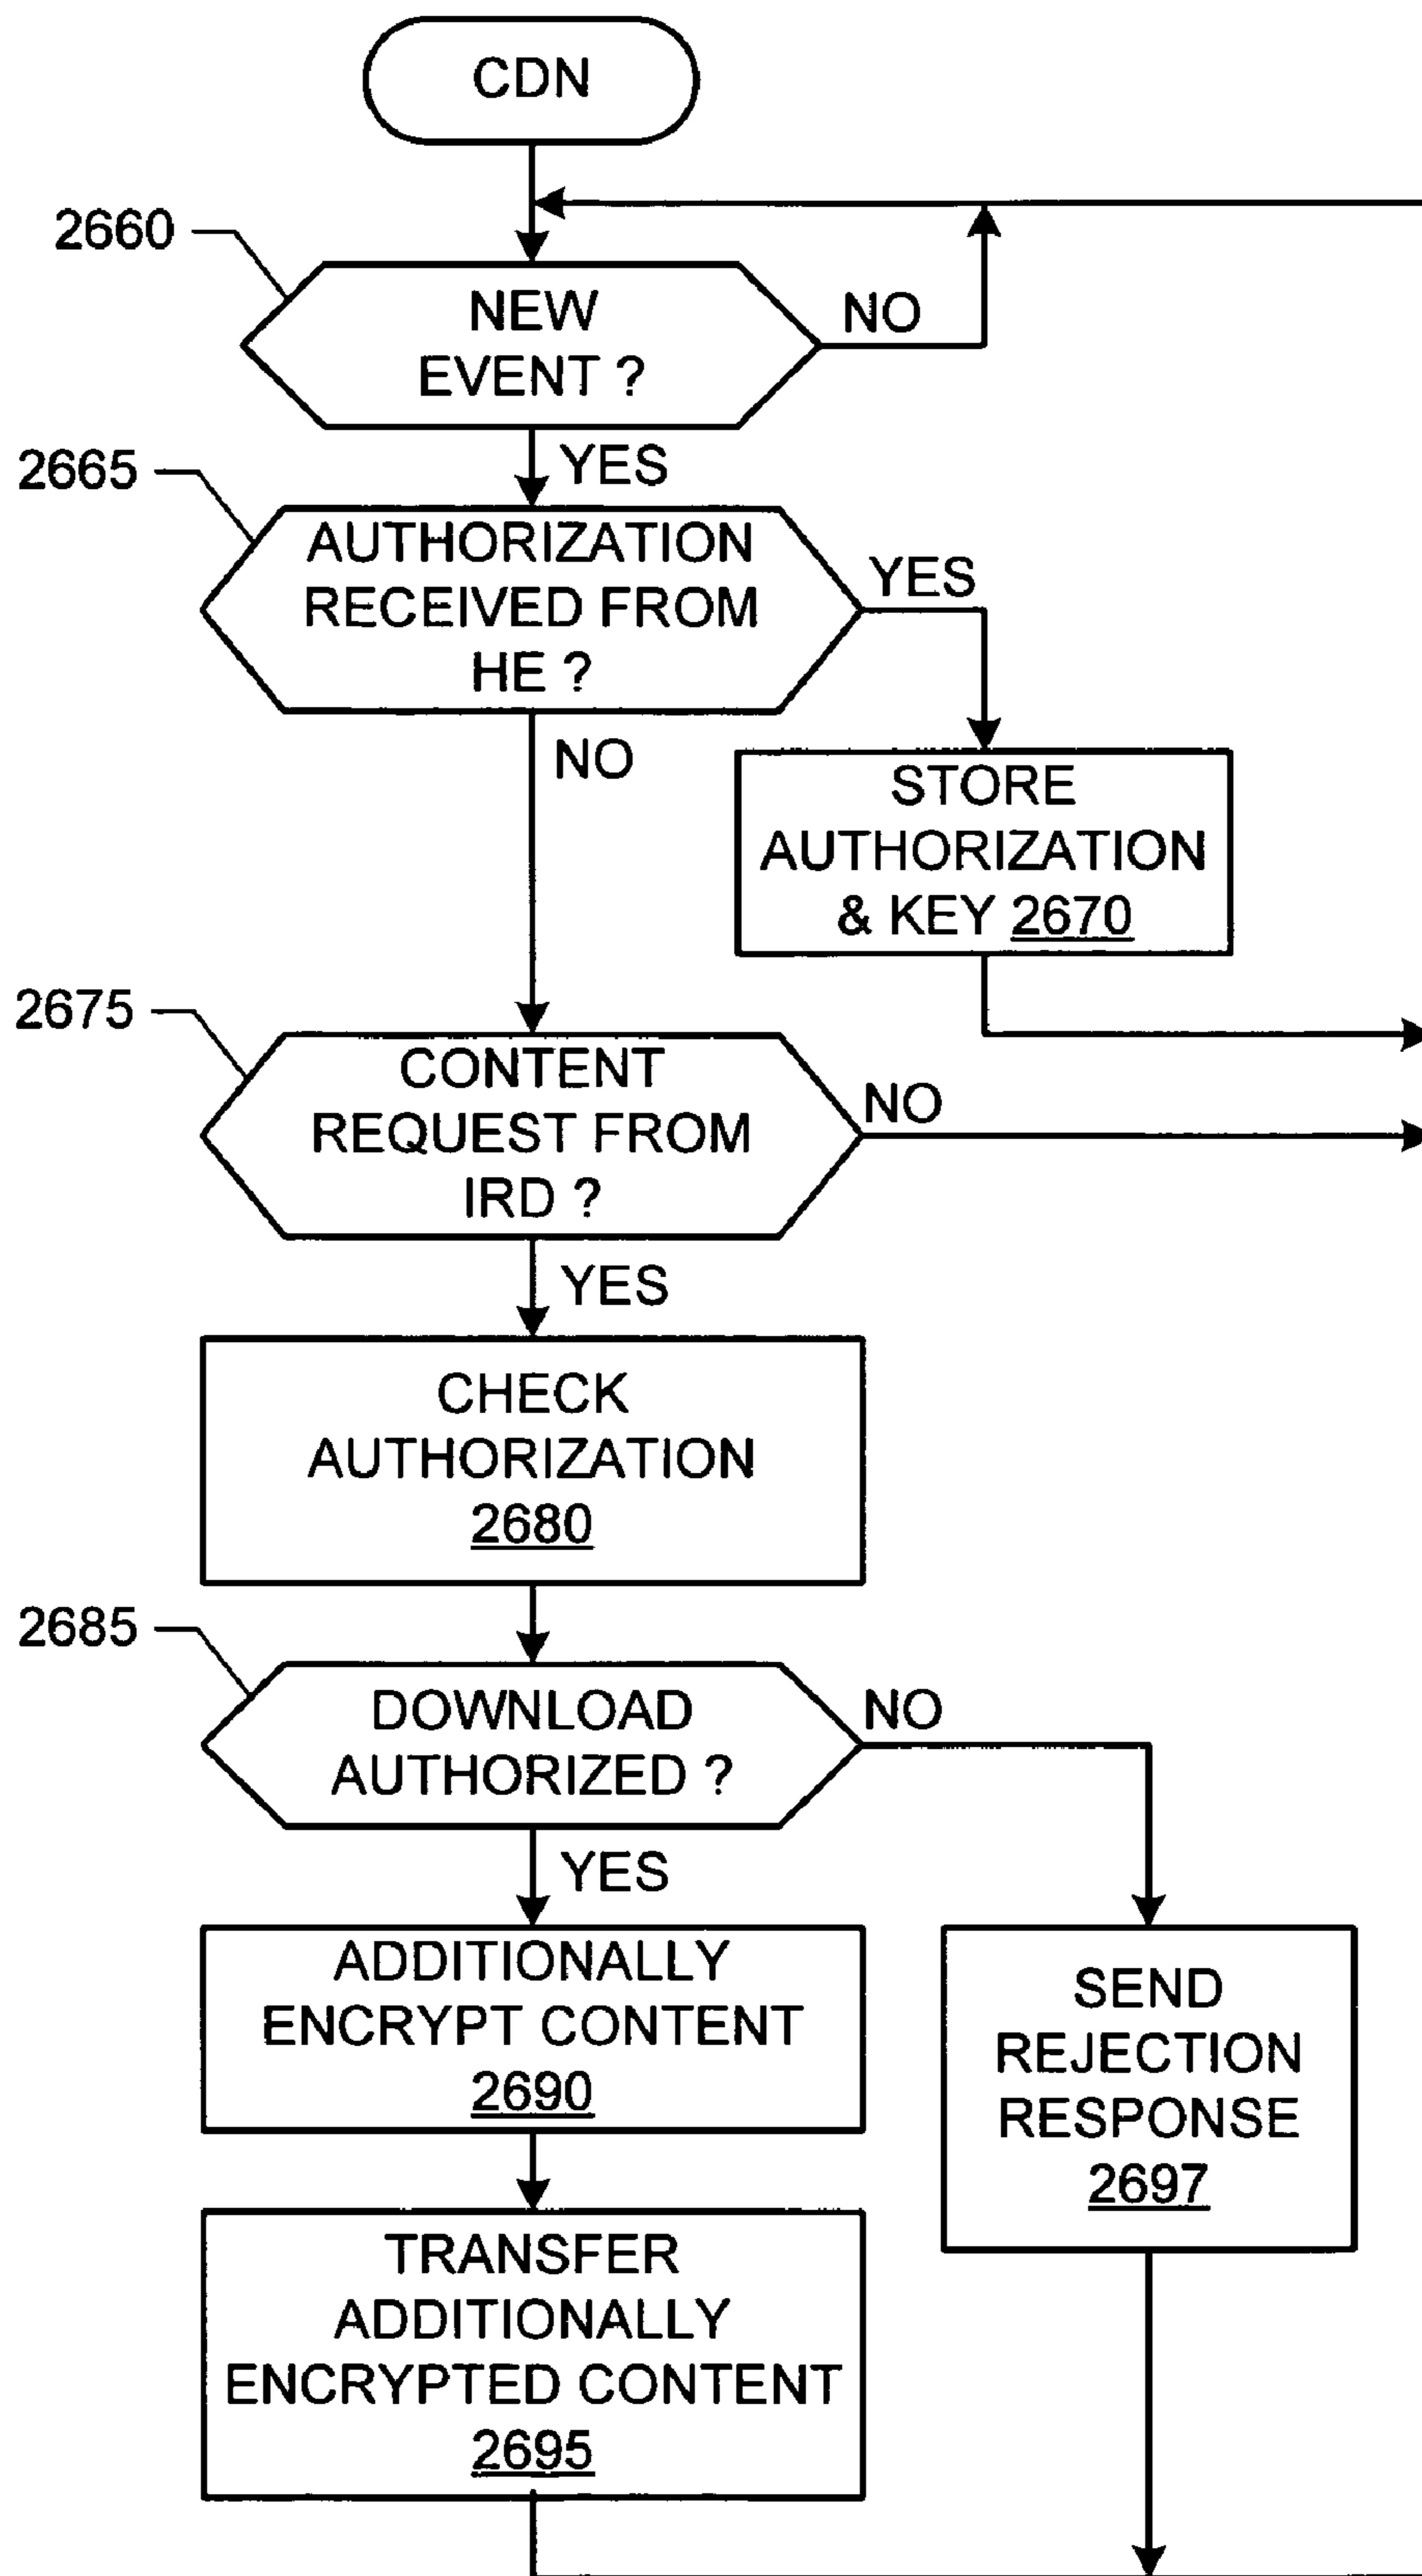 CDN
2660
NEW
EVENT ?
NO
YES
2665
AUTHORIZATION
RECEIVED FROM
HE ?
YES
NO
STORE
AUTHORIZATION
& KEY 2670
2675
CONTENT
REQUEST FROM
IRD ?
NO
YES
CHECK
AUTHORIZATION
2680
2685
DOWNLOAD
AUTHORIZED ?
NO
YES
ADDITIONALLY
ENCRYPT CONTENT
2690
SEND
REJECTION
RESPONSE
2697
TRANSFER
ADDITIONALLY
ENCRYPTED CONTENT
2695